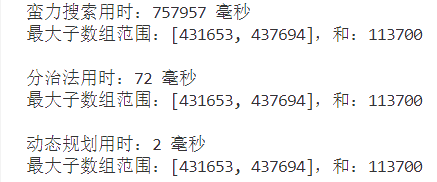 蛮力搜索用时：757957 毫秒
最大子数组范围：[431653, 437694]，和：113700
分治法用时：72 毫秒
最大子数组范围：[431653, 437694]，和：113700
动态规划用时：2 毫秒
最大子数组范围：[431653, 437694]，和：113700